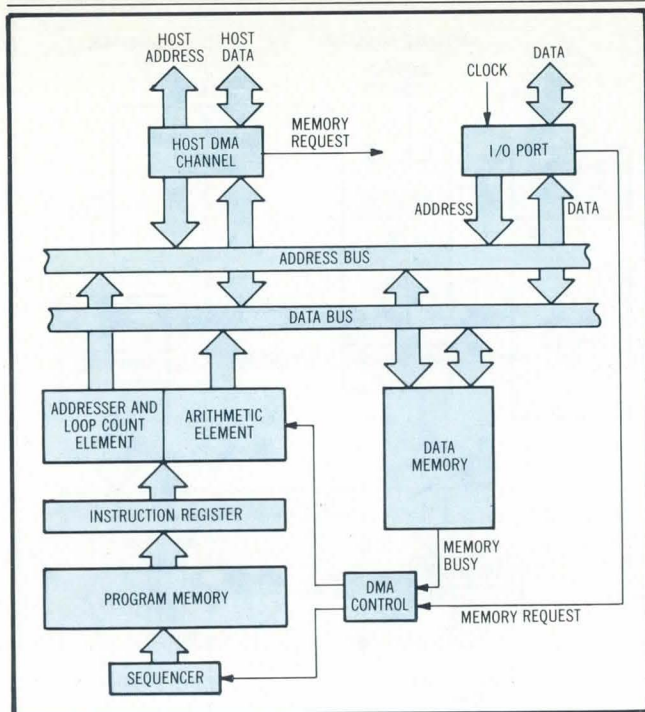 HOST
ADDRESS
HOST
DATA
DATA
CLOCK
HOST DMA
CHANNEL
MEMORY
REQUEST
I/O PORT
ADDRESS
DATA
ADDRESS BUS
DATA BUS
ADDRESSER AND
LOOP COUNT
ELEMENT
ARITHMETIC
ELEMENT
DATA
MEMORY
INSTRUCTION REGISTER
MEMORY
BUSY
PROGRAM MEMORY
DMA
CONTROL
MEMORY REQUEST
SEQUENCER